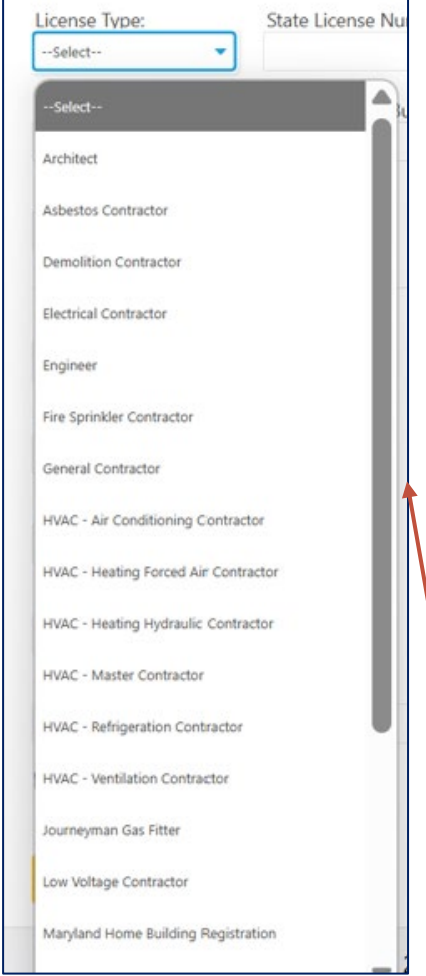 License Type:
State License Nu
--Select--
--Select--
Architect
Asbestos Contractor
Demolition Contractor
Electrical Contractor
Engineer
Fire Sprinkler Contractor
General Contractor
HVAC - Air Conditioning Contractor
HVAC - Heating Forced Air Contractor
HVAC - Heating Hydraulic Contractor
HVAC - Master Contractor
HVAC - Refrigeration Contractor
HVAC - Ventilation Contractor
Journeyman Gas Fitter
Low Voltage Contractor
Maryland Home Building Registration